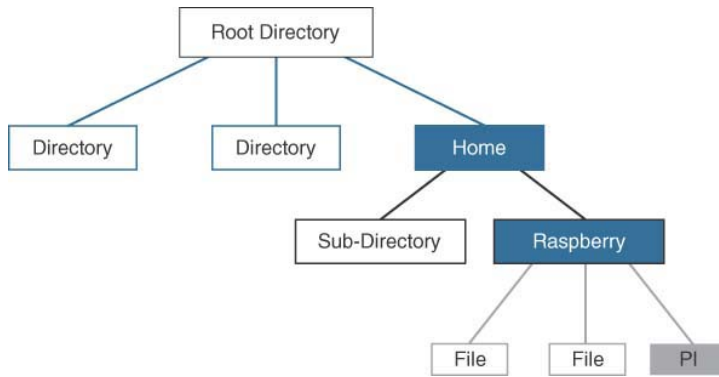 Root Directory
Directory
Directory
Home
Sub-Directory
Raspberry
File
File
PI